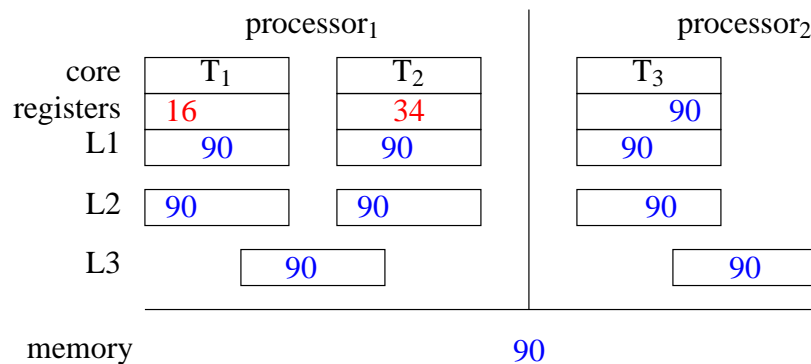 processor1 processor2
core T1 T2 T3
registers 16 34 90
L1 90 90 90
L2 90 90 90
L3 90 90
memory 90